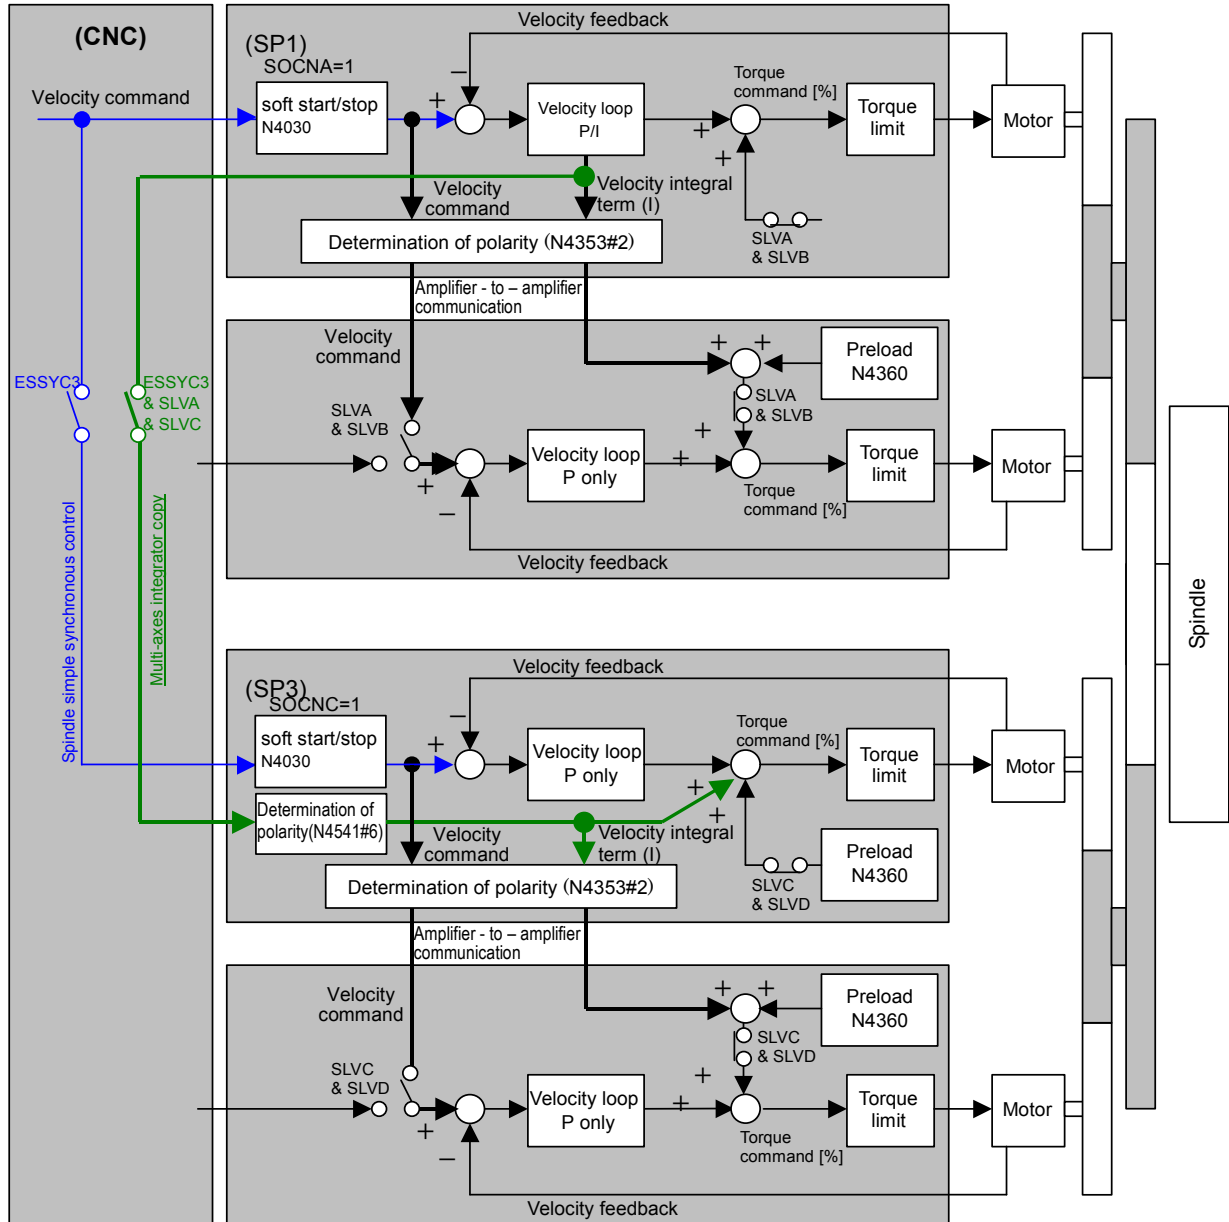 (CNC)
Velocity command
ESSYC3
ESSYC3
& SLVA
& SLVC
Spindle simple synchronous control
Multi-axes integrator copy
Velocity feedback
(SP1)
SOCNA=1
soft start/stop
N4030
+
−
Velocity loop
P/I
Torque
command [%]
+
+
Torque
limit
Motor
Velocity
command
Velocity integral
term (I)
SLVA
& SLVB
Determination of polarity (N4353#2)
Amplifier - to – amplifier
communication
Velocity
command
+
+
Preload
N4360
SLVA
& SLVB
SLVA
& SLVB
+
−
Velocity loop
P only
+
+
Torque
command [%]
Torque
limit
Motor
Velocity feedback
Spindle
Velocity feedback
(SP3)
SOCNC=1
soft start/stop
N4030
+
−
Velocity loop
P only
Torque
command [%]
+
+
Torque
limit
Motor
Determination of
polarity(N4541#6)
Velocity
command
Velocity integral
term (I)
SLVC
& SLVD
Preload
N4360
Determination of polarity (N4353#2)
Amplifier - to – amplifier
communication
Velocity
command
+
+
Preload
N4360
SLVC
& SLVD
SLVC
& SLVD
+
−
Velocity loop
P only
+
+
Torque
command [%]
Torque
limit
Motor
Velocity feedback